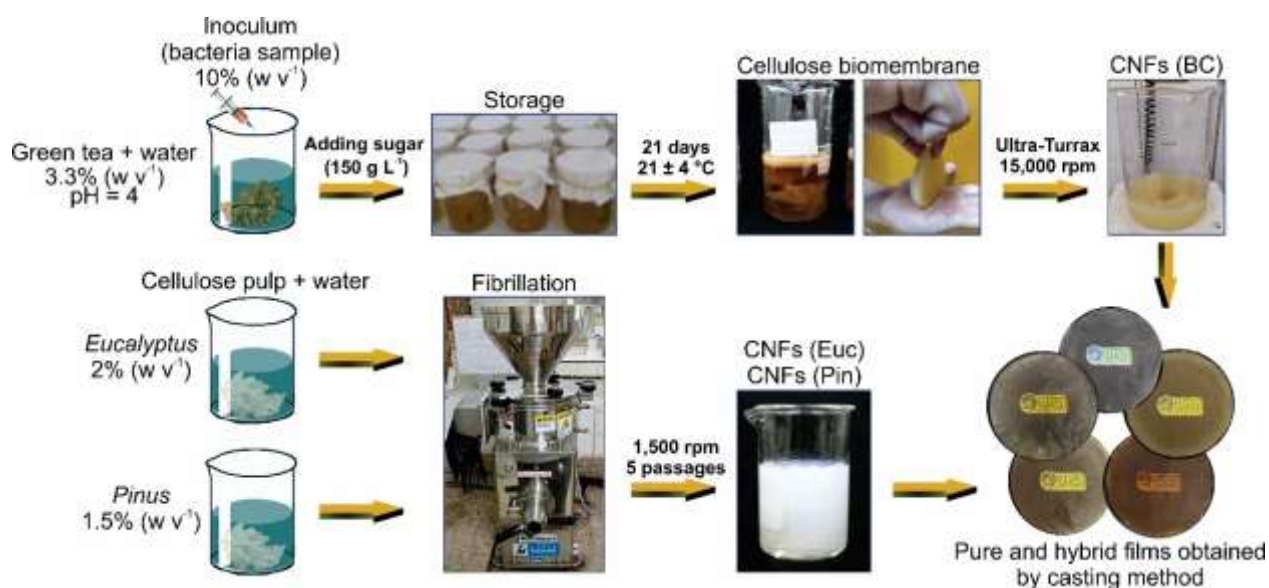 Inoculum
(bacteria sample)
10% (w v⁻¹)
Green tea + water
3.3% (w v⁻¹)
pH = 4
Adding sugar
(150 g L⁻¹)
Storage
21 days
21 ± 4 °C
Cellulose biomembrane
Ultra-Turrax
15,000 rpm
CNFs (BC)
Cellulose pulp + water
Eucalyptus
2% (w v⁻¹)
Pinus
1.5% (w v⁻¹)
Fibrillation
1,500 rpm
5 passages
CNFs (Euc)
CNFs (Pin)
Pure and hybrid films obtained
by casting method